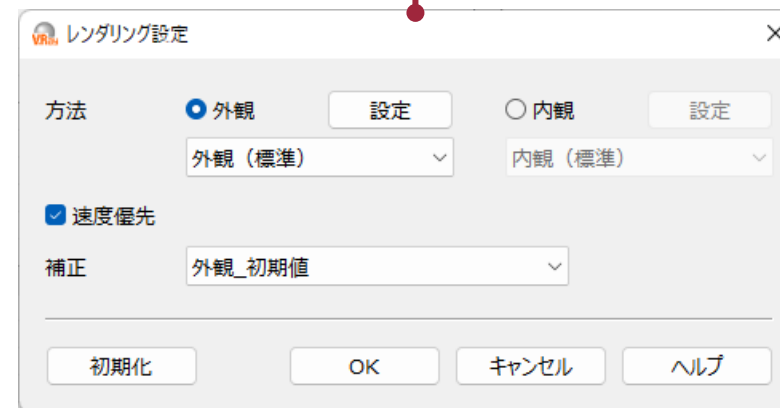 レンダリング設定
方法 外観 設定 内観 設定
外観（標準） 内観（標準）
速度優先
補正 外観_初期値
初期化 OK キャンセル ヘルプ